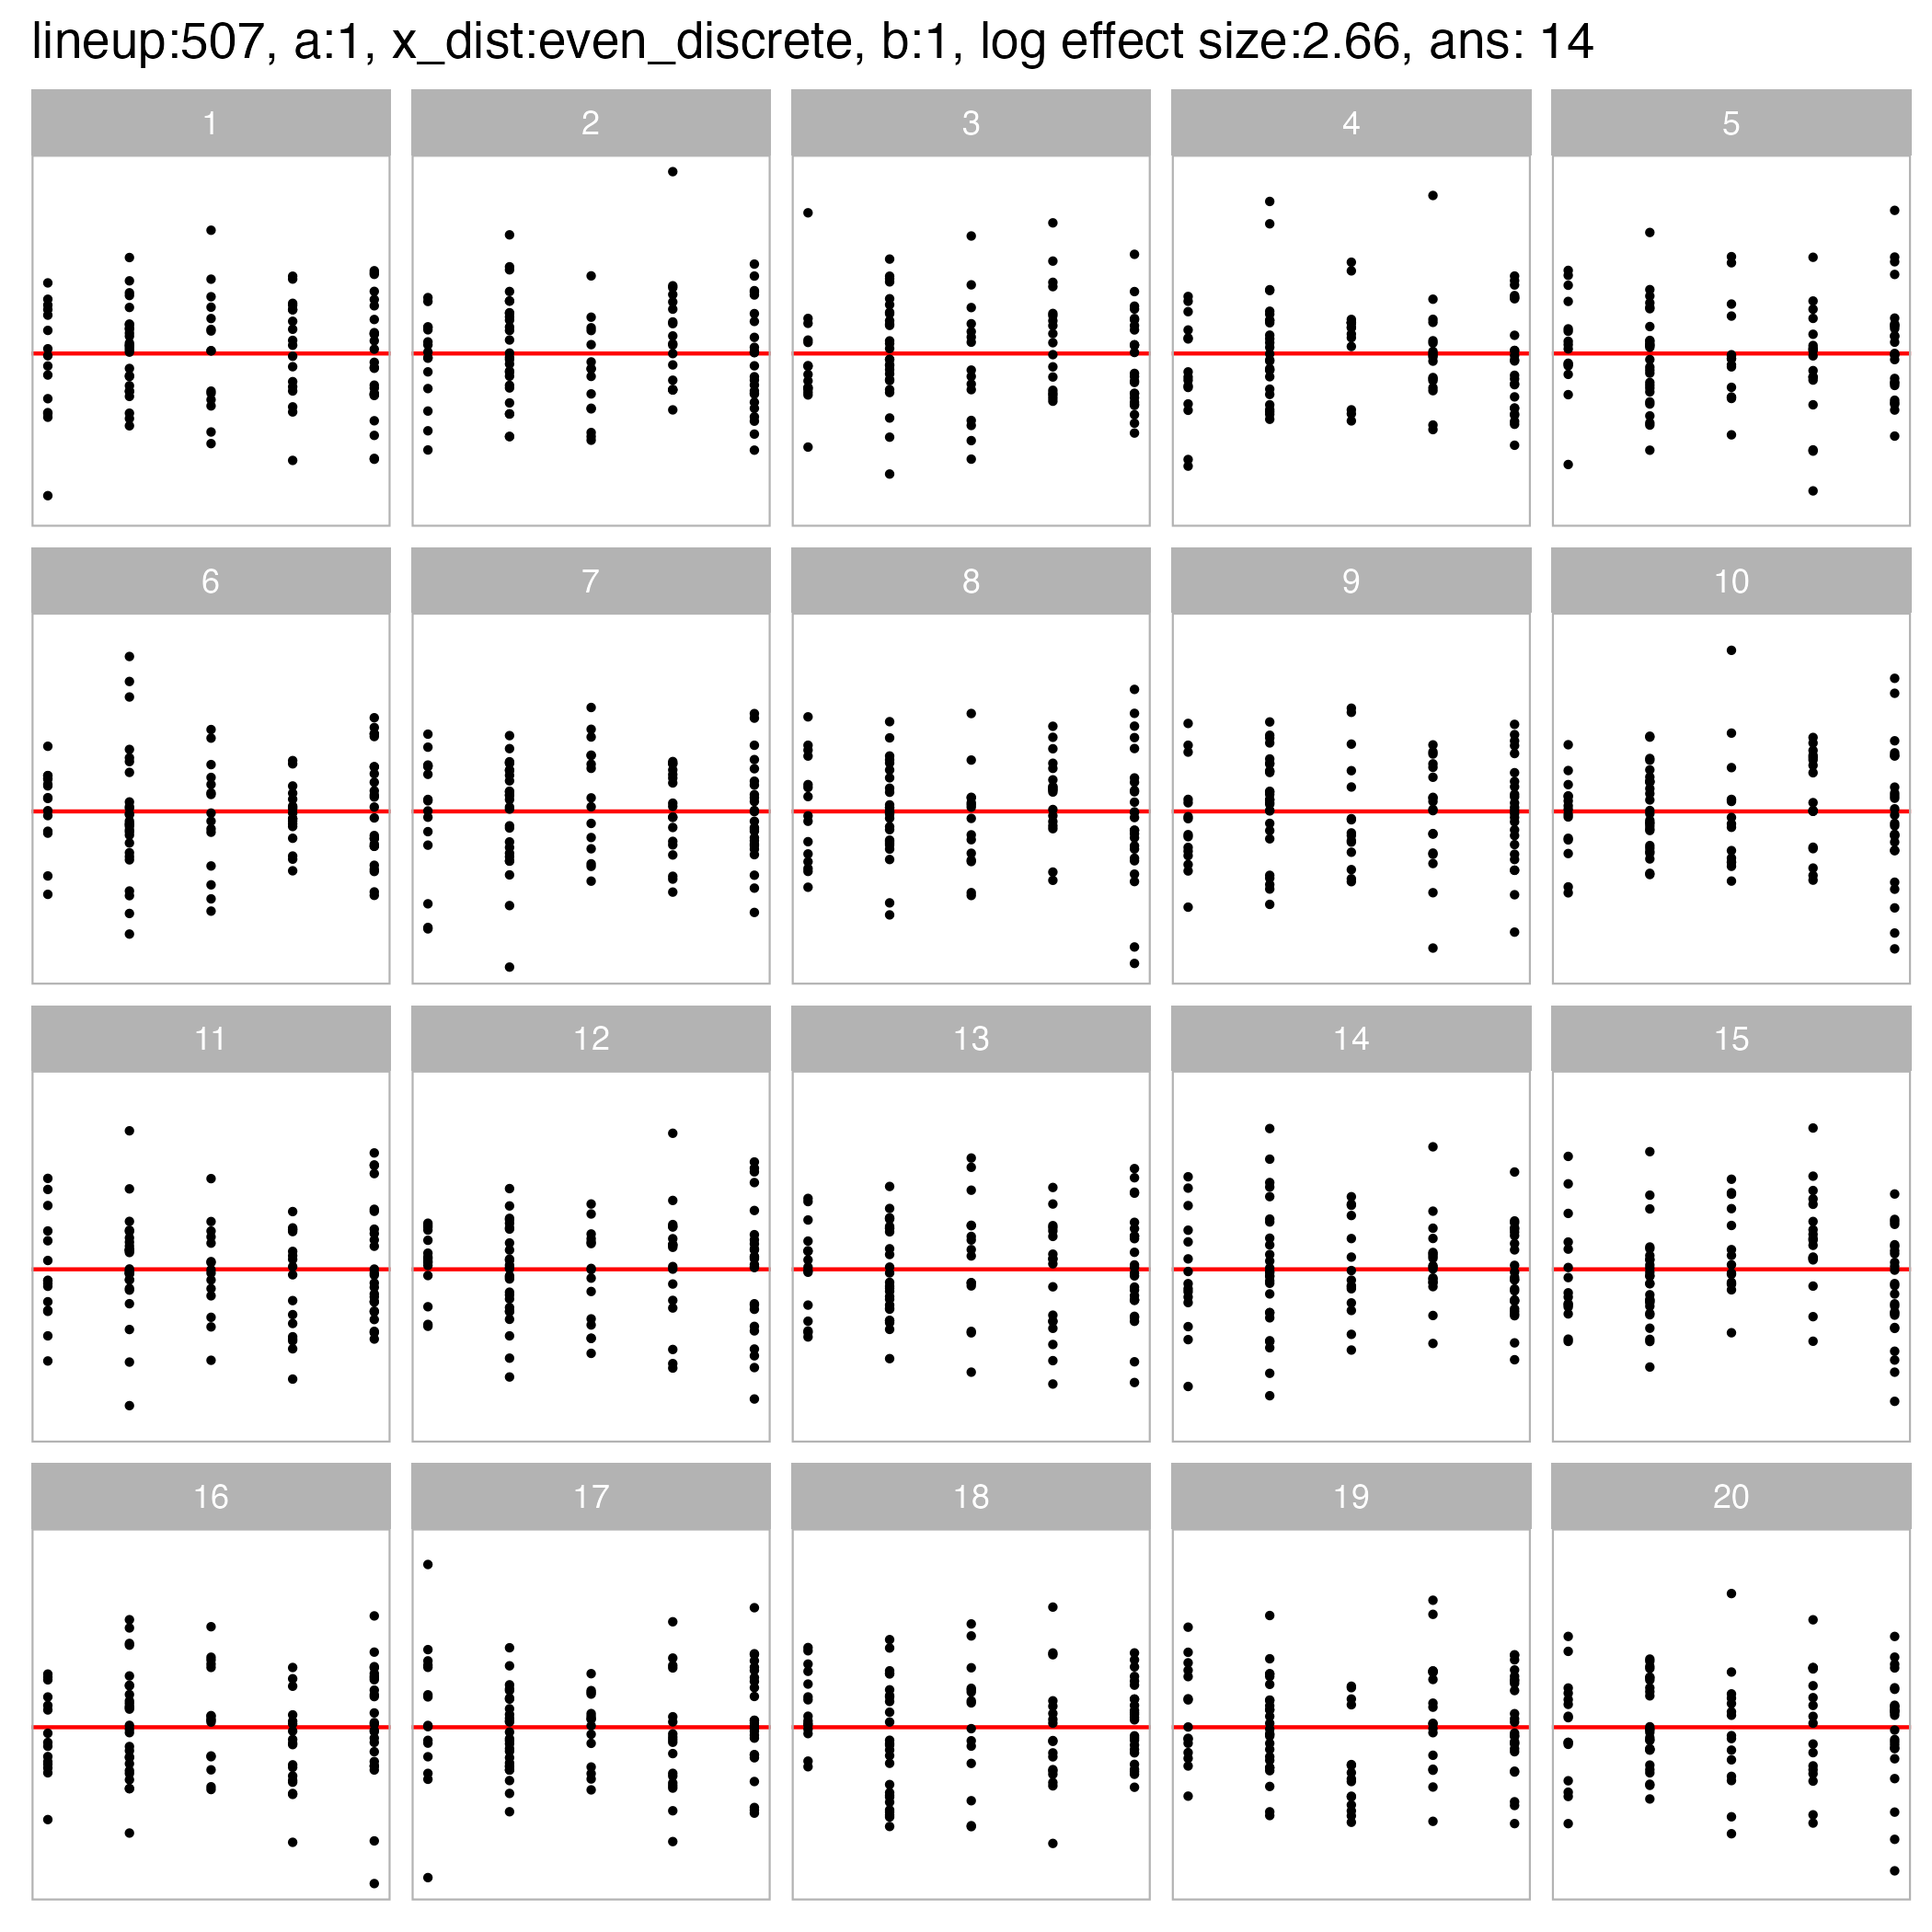 lineup:507, a:1, x_dist:even_discrete, b:1, log effect size:2.66, ans: 14
1 2 3 4 5
6 7 8 9 10
11 12 13 14 15
16 17 18 19 20